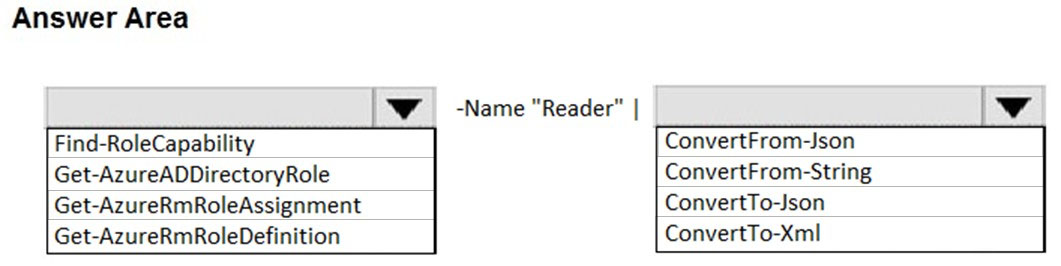 Answer Area
-Name "Reader" |
Find-RoleCapability
Get-AzureADDirectoryRole
Get-AzureRmRoleAssignment
Get-AzureRmRoleDefinition
ConvertFrom-Json
ConvertFrom-String
ConvertTo-Json
ConvertTo-Xml